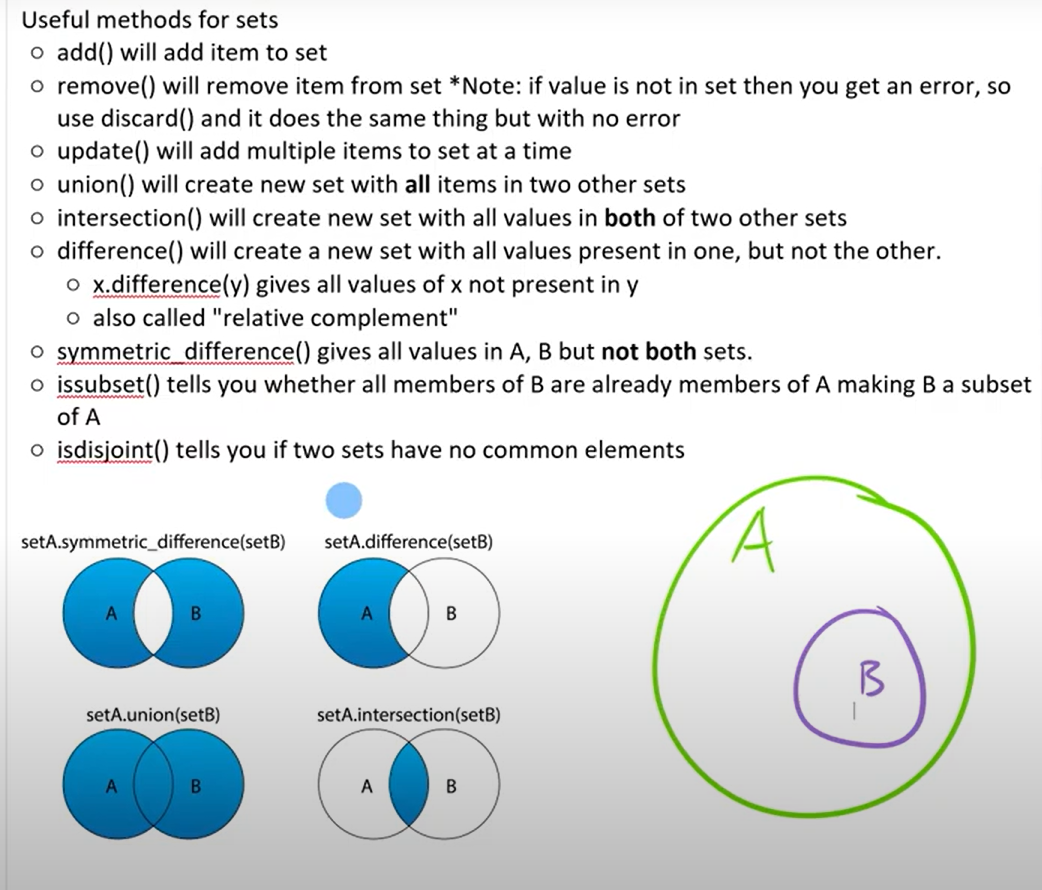 Useful methods for sets
○ add() will add item to set
○ remove() will remove item from set *Note: if value is not in set then you get an error, so
use discard() and it does the same thing but with no error
○ update() will add multiple items to set at a time
○ union() will create new set with all items in two other sets
○ intersection() will create new set with all values in both of two other sets
○ difference() will create a new set with all values present in one, but not the other.
○ x.difference(y) gives all values of x not present in y
○ also called "relative complement"
○ symmetric_difference() gives all values in A, B but not both sets.
○ issubset() tells you whether all members of B are already members of A making B a subset
of A
○ isdisjoint() tells you if two sets have no common elements
setA.symmetric_difference(setB)
A B
setA.difference(setB)
A B
setA.union(setB)
A B
setA.intersection(setB)
A B
A
B